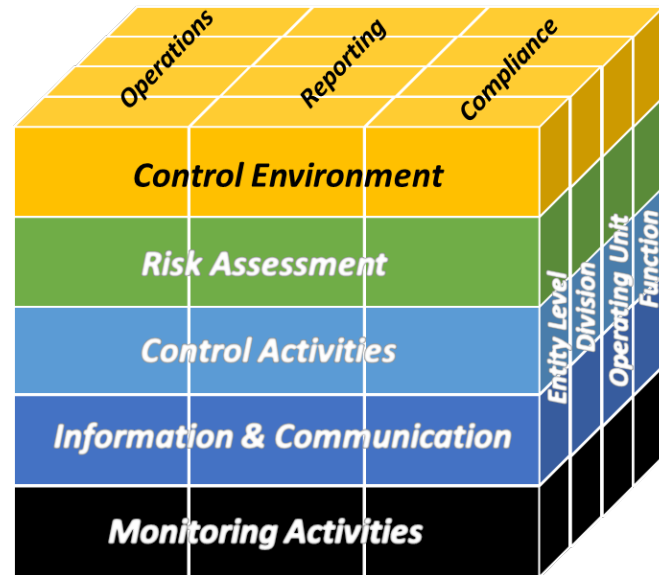 Operations
Reporting
Compliance
Control Environment
Risk Assessment
Control Activities
Information & Communication
Monitoring Activities
Entity Level
Division
Operating Unit
Function